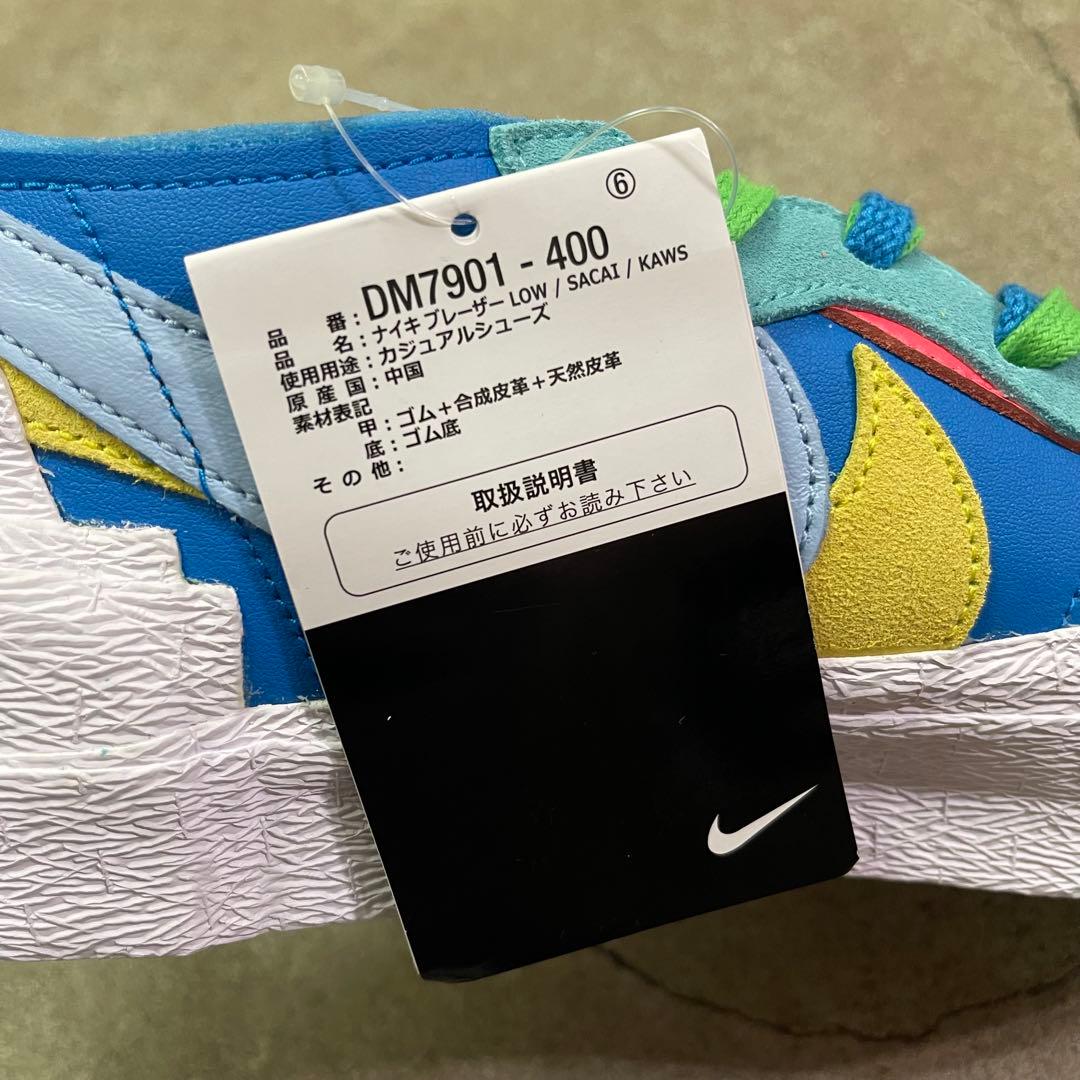 ⑥
品 番：DM7901 - 400
品 名：ナイキ ブレーザー LOW / SACAI / KAWS
使用用途：カジュアルシューズ
原 産 国：中国
素材表記
甲：ゴム＋合成皮革＋天然皮革
底：ゴム底
そ の 他：
取扱説明書
ご使用前に必ずお読み下さい